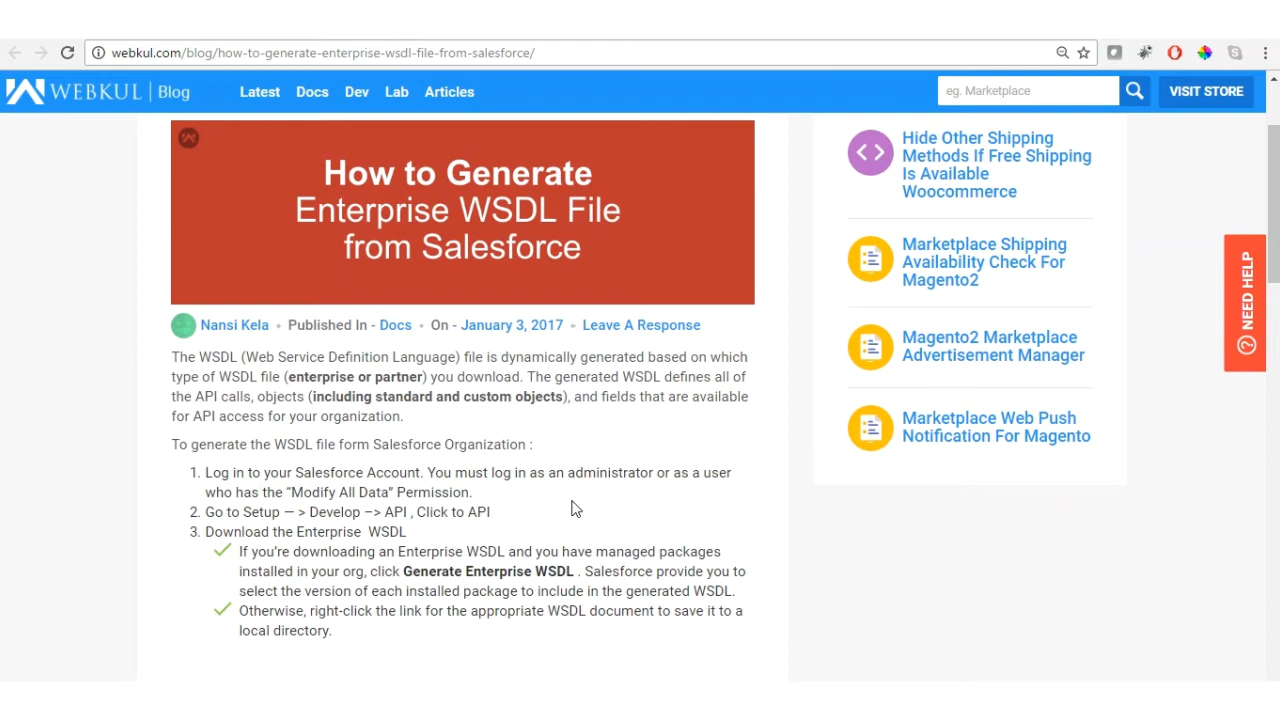 webkul.com/blog/how-to-generate-enterprise-wsdl-file-from-salesforce/
WEBKUL | Blog
Latest Docs Dev Lab Articles
eg. Marketplace
VISIT STORE
How to Generate
Enterprise WSDL File
from Salesforce
Nansi Kela • Published In - Docs • On - January 3, 2017 • Leave A Response
The WSDL (Web Service Definition Language) file is dynamically generated based on which
type of WSDL file (enterprise or partner) you download. The generated WSDL defines all of
the API calls, objects (including standard and custom objects), and fields that are available
for API access for your organization.
To generate the WSDL file form Salesforce Organization :
1. Log in to your Salesforce Account. You must log in as an administrator or as a user
who has the “Modify All Data” Permission.
2. Go to Setup — > Develop –> API , Click to API
3. Download the Enterprise WSDL
If you're downloading an Enterprise WSDL and you have managed packages
installed in your org, click Generate Enterprise WSDL . Salesforce provide you to
select the version of each installed package to include in the generated WSDL.
Otherwise, right-click the link for the appropriate WSDL document to save it to a
local directory.
Hide Other Shipping
Methods If Free Shipping
Is Available
Woocommerce
Marketplace Shipping
Availability Check For
Magento2
Magento2 Marketplace
Advertisement Manager
Marketplace Web Push
Notification For Magento
NEED HELP